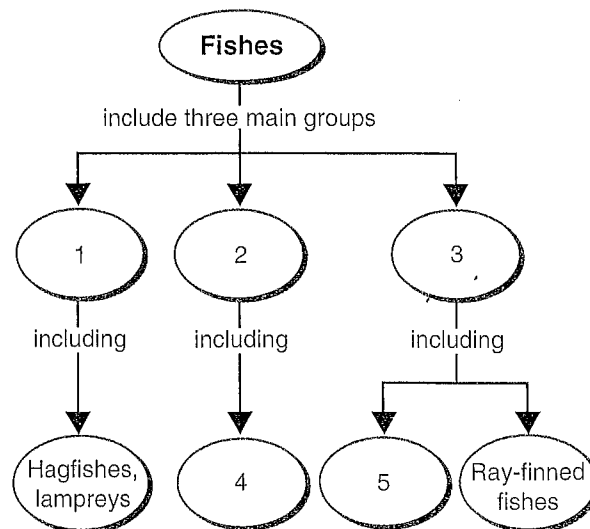 Fishes
include three main groups
1
2
3
including
including
including
Hagfishes,
lampreys
4
5
Ray-finned
fishes